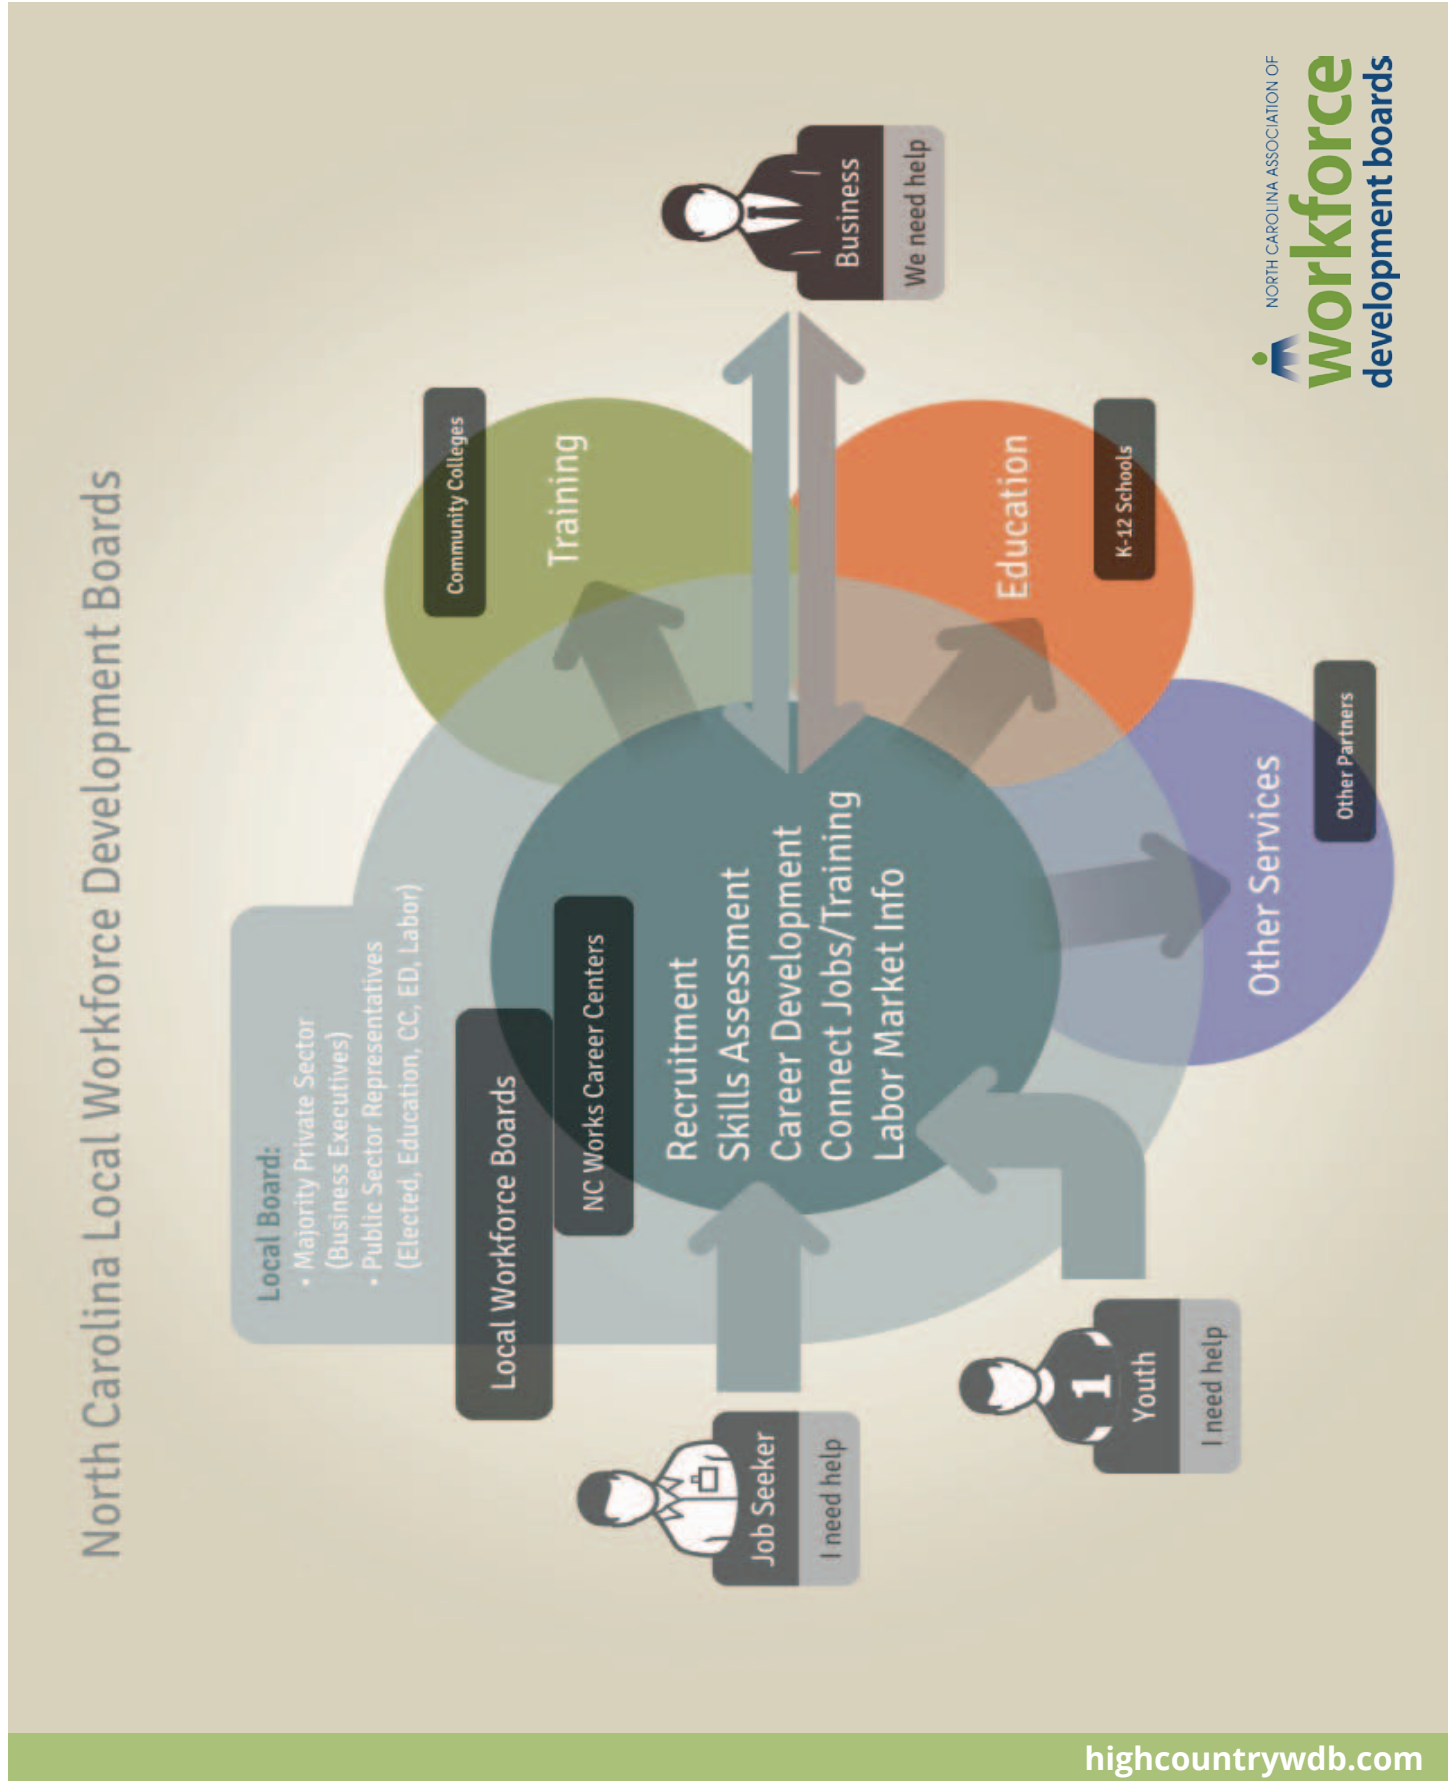 North Carolina Local Workforce Development Boards
Local Board:
• Majority Private Sector
(Business Executives)
• Public Sector Representatives
(Elected, Education, CC, ED, Labor)
Local Workforce Boards
NC Works Career Centers
Recruitment
Skills Assessment
Career Development
Connect Jobs/Training
Labor Market Info
Community Colleges
Training
Education
K-12 Schools
Other Services
Other Partners
Job Seeker
I need help
1
Youth
I need help
Business
We need help
NORTH CAROLINA ASSOCIATION OF
workforce
development boards
highcountrywdb.com